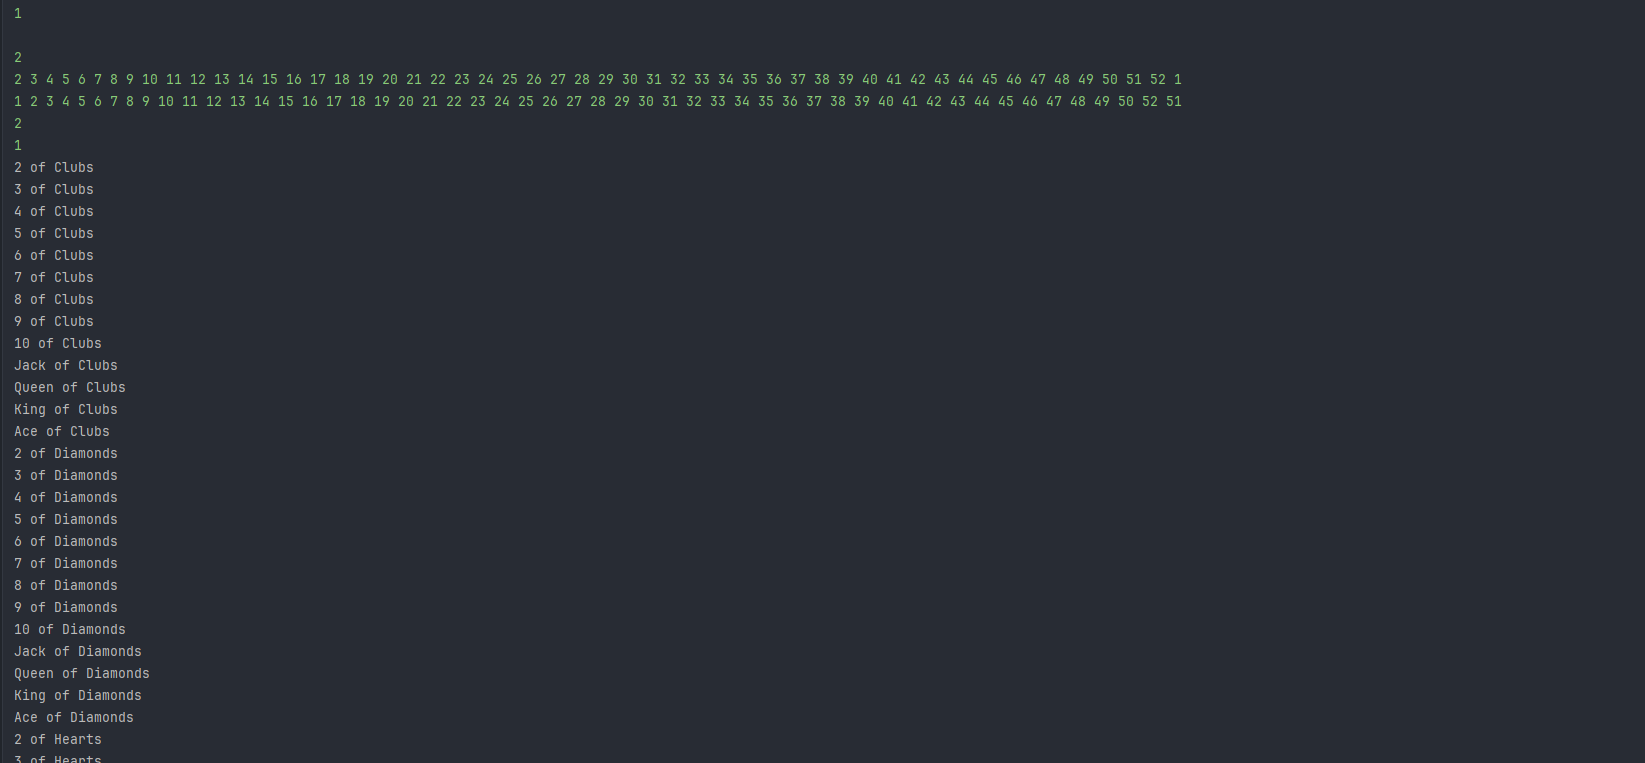 1

2
2 3 4 5 6 7 8 9 10 11 12 13 14 15 16 17 18 19 20 21 22 23 24 25 26 27 28 29 30 31 32 33 34 35 36 37 38 39 40 41 42 43 44 45 46 47 48 49 50 51 52 1
1 2 3 4 5 6 7 8 9 10 11 12 13 14 15 16 17 18 19 20 21 22 23 24 25 26 27 28 29 30 31 32 33 34 35 36 37 38 39 40 41 42 43 44 45 46 47 48 49 50 52 51
2
1
2 of Clubs
3 of Clubs
4 of Clubs
5 of Clubs
6 of Clubs
7 of Clubs
8 of Clubs
9 of Clubs
10 of Clubs
Jack of Clubs
Queen of Clubs
King of Clubs
Ace of Clubs
2 of Diamonds
3 of Diamonds
4 of Diamonds
5 of Diamonds
6 of Diamonds
7 of Diamonds
8 of Diamonds
9 of Diamonds
10 of Diamonds
Jack of Diamonds
Queen of Diamonds
King of Diamonds
Ace of Diamonds
2 of Hearts
3 of Hearts